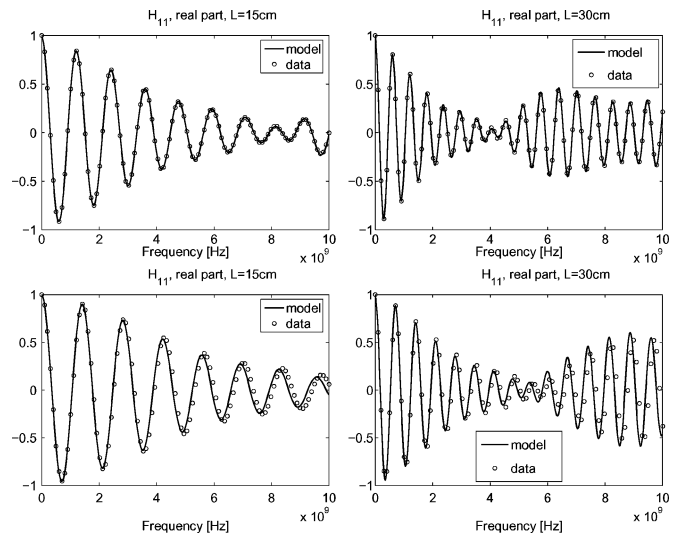 H11, real part, L=15cm
1
0.5
0
−0.5
−1
model
data
0 2 4 6 8 10
Frequency [Hz]
x 10^9
H11, real part, L=30cm
1
0.5
0
−0.5
−1
model
data
0 2 4 6 8 10
Frequency [Hz]
x 10^9
H11, real part, L=15cm
1
0.5
0
−0.5
−1
model
data
0 2 4 6 8 10
Frequency [Hz]
x 10^9
H11, real part, L=30cm
1
0.5
0
−0.5
−1
model
data
0 2 4 6 8 10
Frequency [Hz]
x 10^9